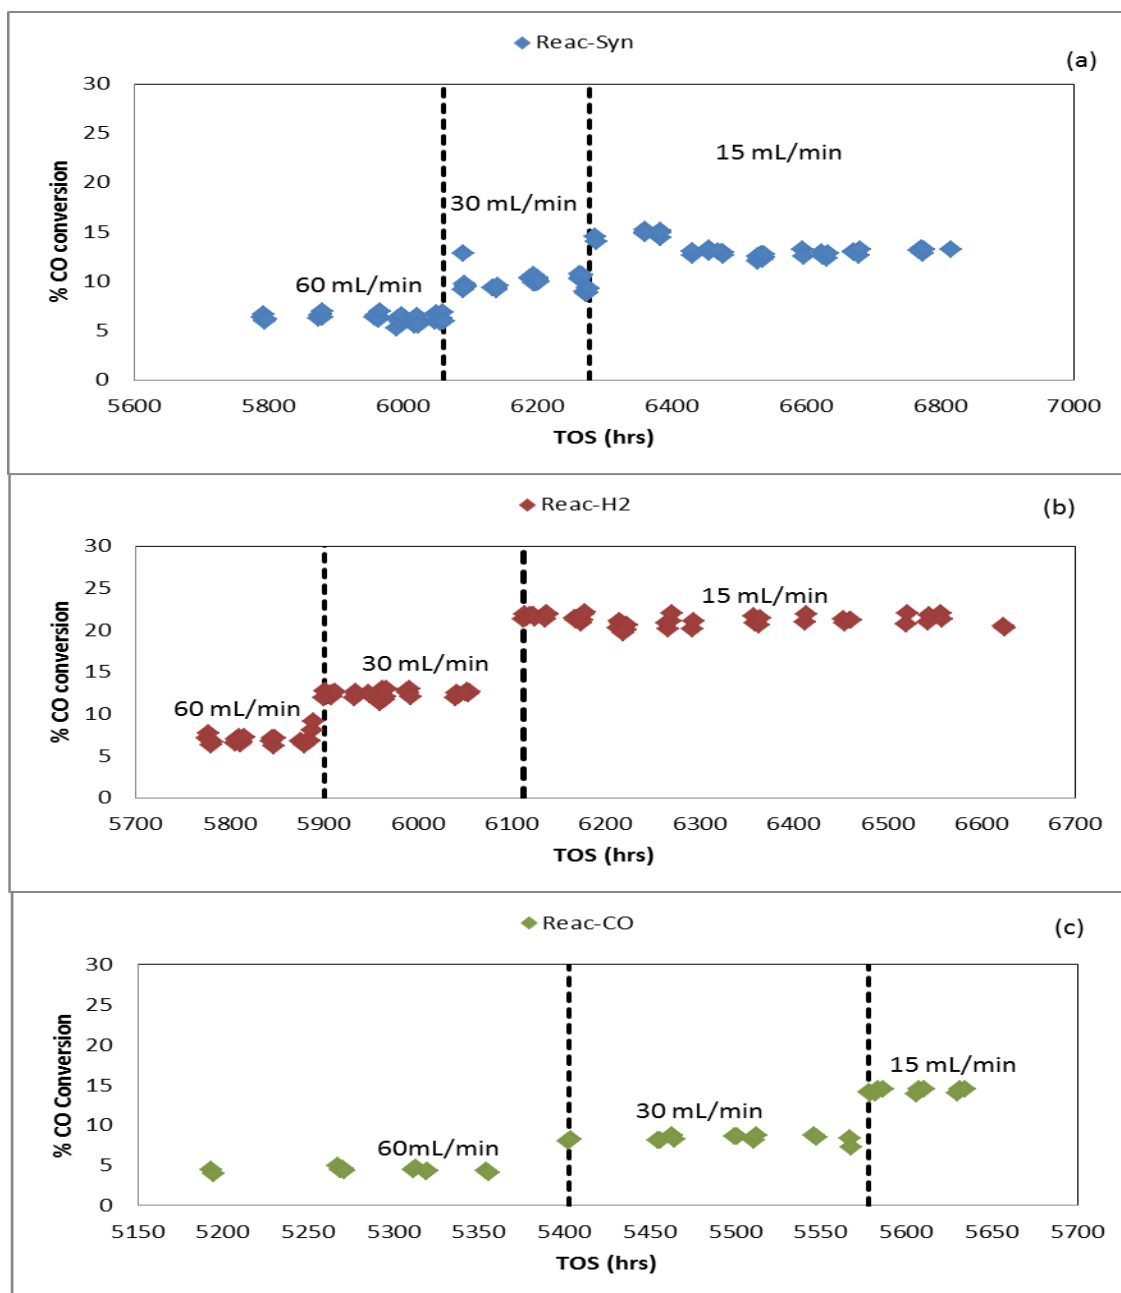 Reac-Syn
(a)
30
25
20
15
10
5
0
% CO conversion
15 mL/min
30 mL/min
60 mL/min
5600 5800 6000 6200 6400 6600 6800 7000
TOS (hrs)
Reac-H2
(b)
30
25
20
15
10
5
0
% CO conversion
15 mL/min
30 mL/min
60 mL/min
5700 5800 5900 6000 6100 6200 6300 6400 6500 6600 6700
TOS (hrs)
Reac-CO
(c)
30
25
20
15
10
5
0
% CO Conversion
15 mL/min
30 mL/min
60mL/min
5150 5200 5250 5300 5350 5400 5450 5500 5550 5600 5650 5700
TOS (hrs)